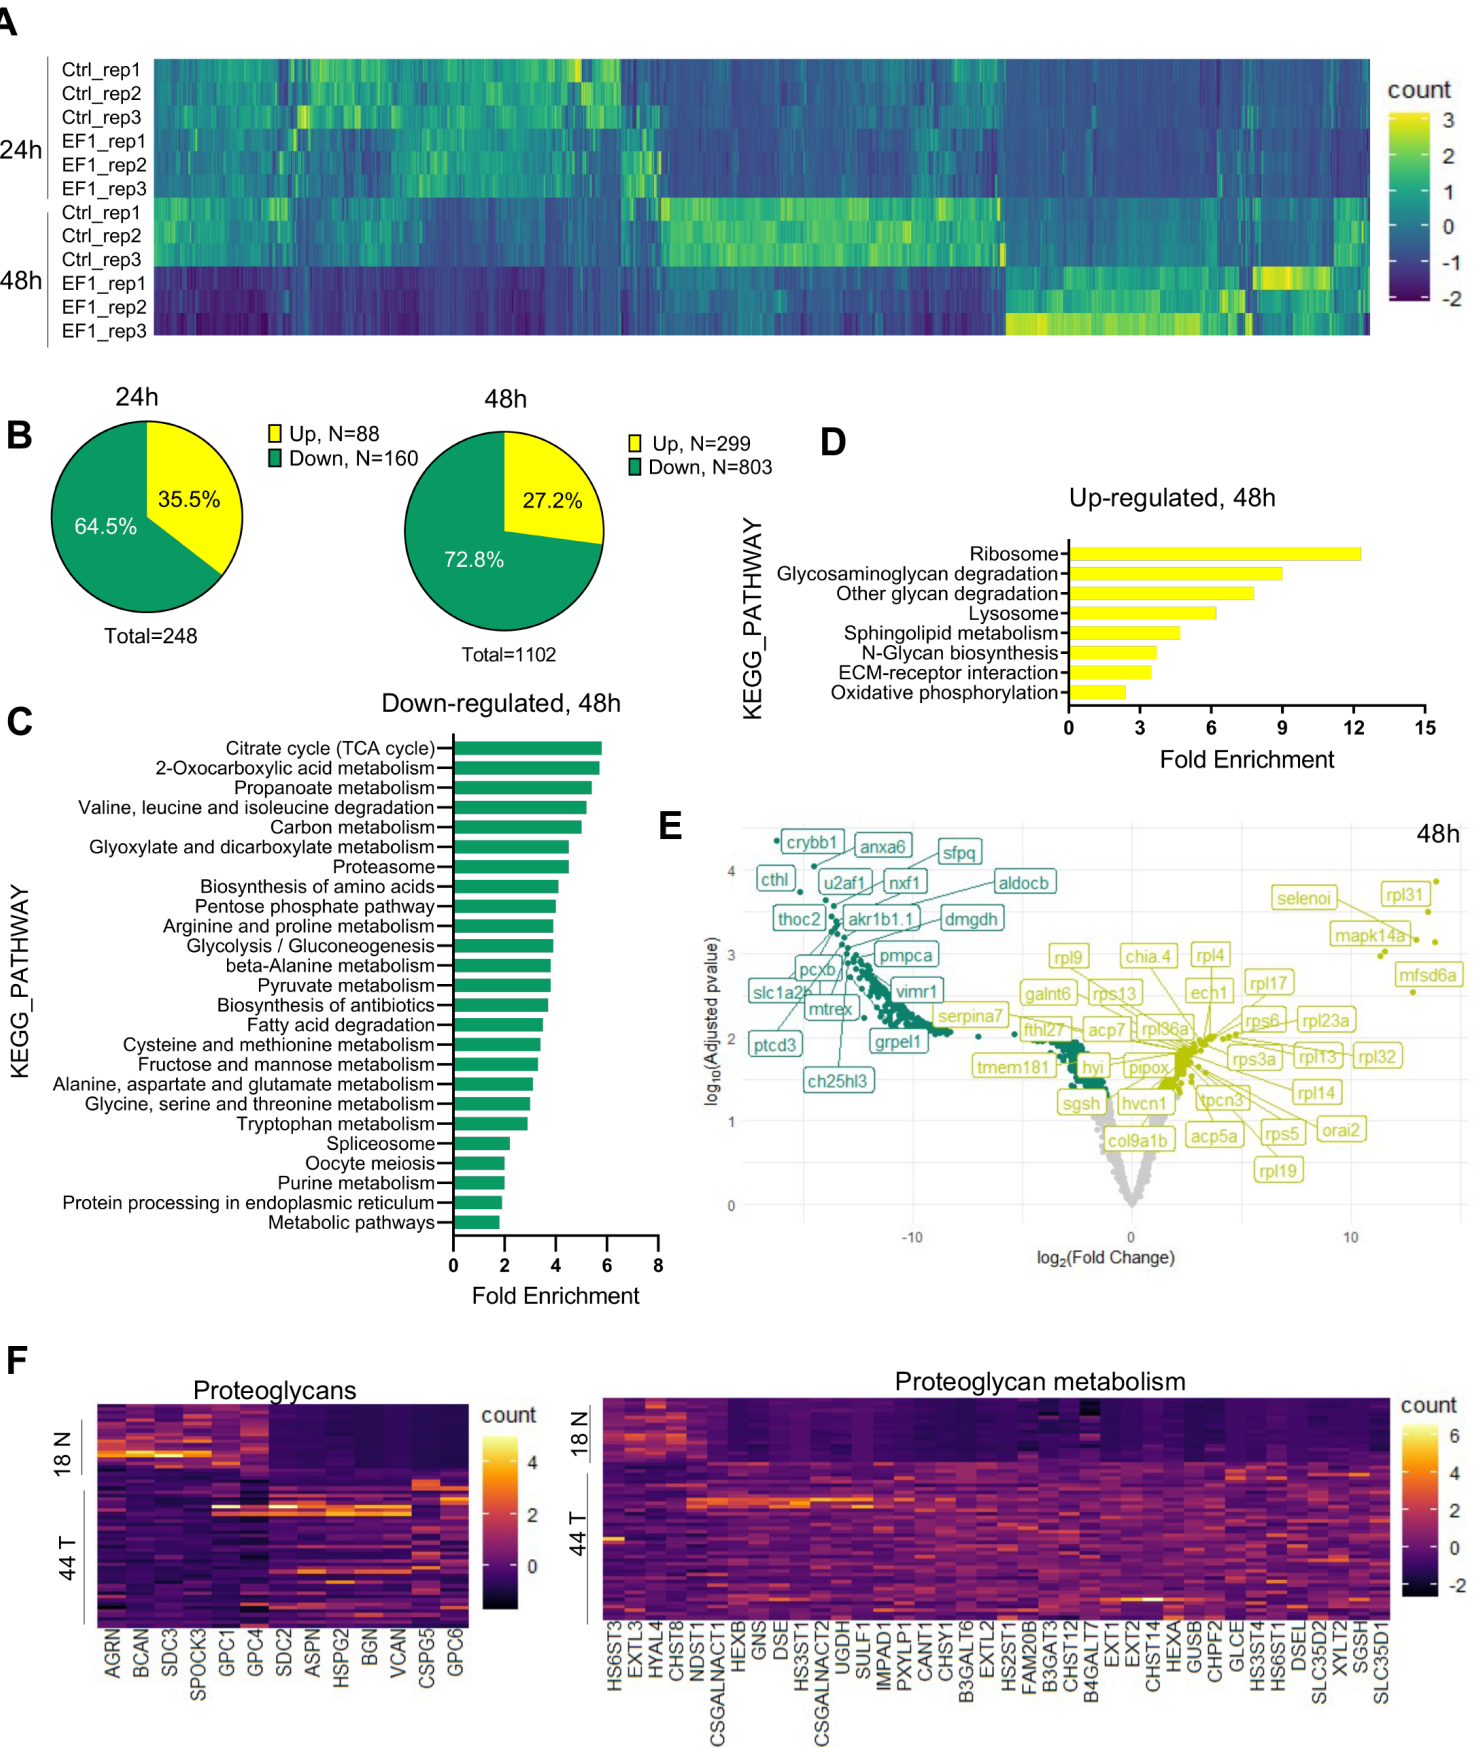 A
Ctrl_rep1
Ctrl_rep2
Ctrl_rep3
EF1_rep1
EF1_rep2
EF1_rep3
24h
Ctrl_rep1
Ctrl_rep2
Ctrl_rep3
EF1_rep1
EF1_rep2
EF1_rep3
48h
count
3
2
1
0
-1
-2
B
24h
35.5%
64.5%
Total=248
Up, N=88
Down, N=160
48h
27.2%
72.8%
Total=1102
Up, N=299
Down, N=803
D
Up-regulated, 48h
KEGG_PATHWAY
Ribosome
Glycosaminoglycan degradation
Other glycan degradation
Lysosome
Sphingolipid metabolism
N-Glycan biosynthesis
ECM-receptor interaction
Oxidative phosphorylation
0 3 6 9 12 15
Fold Enrichment
C
Down-regulated, 48h
KEGG_PATHWAY
Citrate cycle (TCA cycle)
2-Oxocarboxylic acid metabolism
Propanoate metabolism
Valine, leucine and isoleucine degradation
Carbon metabolism
Glyoxylate and dicarboxylate metabolism
Proteasome
Biosynthesis of amino acids
Pentose phosphate pathway
Arginine and proline metabolism
Glycolysis / Gluconeogenesis
beta-Alanine metabolism
Pyruvate metabolism
Biosynthesis of antibiotics
Fatty acid degradation
Cysteine and methionine metabolism
Fructose and mannose metabolism
Alanine, aspartate and glutamate metabolism
Glycine, serine and threonine metabolism
Tryptophan metabolism
Spliceosome
Oocyte meiosis
Purine metabolism
Protein processing in endoplasmic reticulum
Metabolic pathways
0 2 4 6 8
Fold Enrichment
E
48h
log10(Adjusted pvalue)
4
3
2
1
0
crybb1
anxa6
sfpq
cthl
u2af1
nxf1
aldocb
thoc2
akr1b1.1
dmgdh
pcxb
pmpca
slc1a2b
mtrex
vimr1
ptcd3
grpel1
ch25hl3
selenoi
rpl31
mapk14a
mfsd6a
rpl9
chia.4
rpl4
galnt6
rps13
ech1
rpl17
serpina7
fthl27
acp7
rpl36a
rps6
rpl23a
tmem181
hyi
pipox
rps3a
rpl13
rpl32
sgsh
hvcn1
tpcn3
rpl14
col9a1b
acp5a
rps5
orai2
rpl19
-10 0 10
log2(Fold Change)
F
Proteoglycans
18 N
44 T
count
4
2
0
AGRN
BCAN
SDC3
SPOCK3
GPC1
GPC4
SDC2
ASPN
HSPG2
BGN
VCAN
CSPG5
GPC6
Proteoglycan metabolism
18 N
44 T
count
6
4
2
0
-2
HS6ST3
EXTL3
HYAL4
CHST8
NDST1
CSGALNACT1
HEXB
GNS
DSE
HS3ST1
CSGALNACT2
UGDH
SULF1
IMPAD1
PXYLP1
CANT1
CHSY1
B3GALT6
EXTL2
HS2ST1
FAM20B
B3GAT3
CHST12
B4GALT7
EXT1
EXT2
CHST14
HEXA
GUSB
CHPF2
GLCE
HS3ST4
HS6ST1
DSEL
SLC35D2
XYLT2
SGSH
SLC35D1